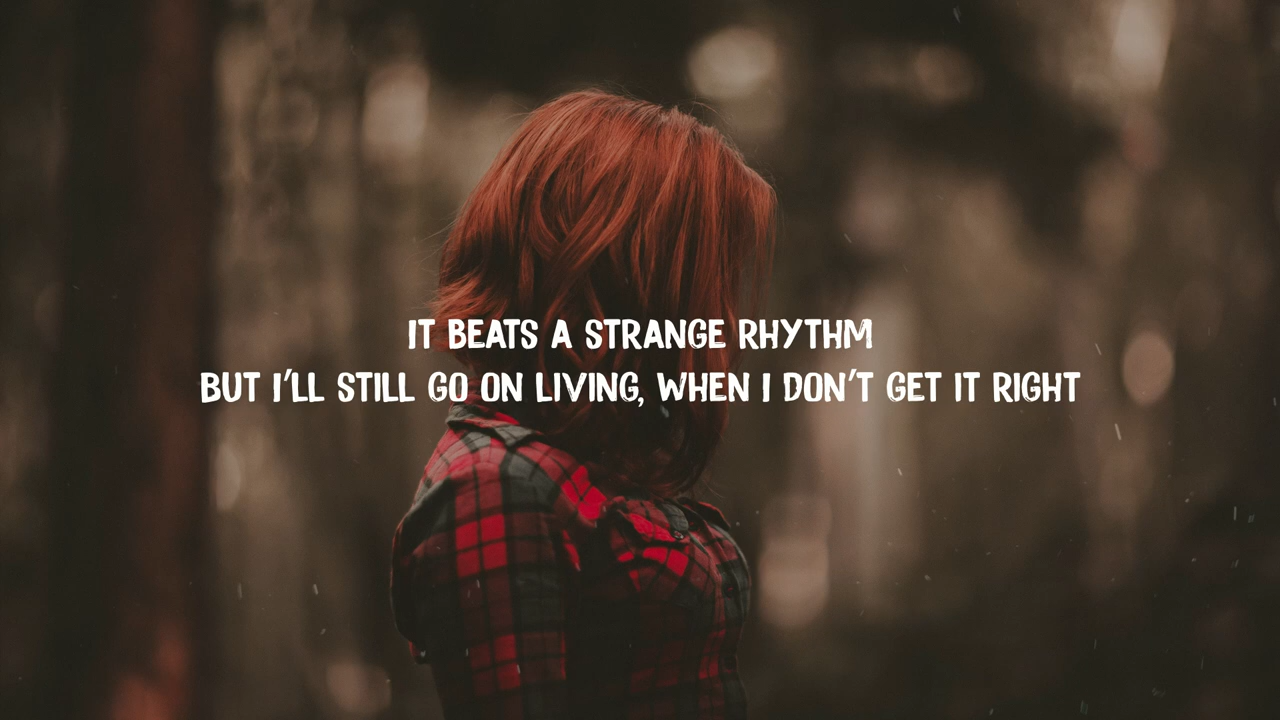 IT BEATS A STRANGE RHYTHM
BUT I'LL STILL GO ON LIVING, WHEN I DON'T GET IT RIGHT